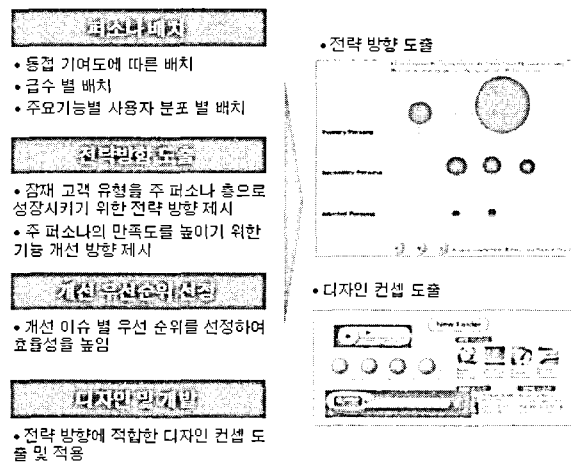 퍼소나 배치
• 동접 기여도에 따른 배치
• 급수 별 배치
• 주요기능별 사용자 분포 별 배치
전략방향 도출
• 잠재 고객 유형을 주 퍼소나 층으로
성장시키기 위한 전략 방향 제시
• 주 퍼소나의 만족도를 높이기 위한
기능 개선 방향 제시
개선 우선순위 선정
• 개선 이슈 별 우선 순위를 선정하여
효율성을 높임
디자인 및 개발
• 전략 방향에 적합한 디자인 컨셉 도
출 및 적용
• 전략 방향 도출
Primary Persona
Secondary Persona
• 디자인 컨셉 도출
New Folder